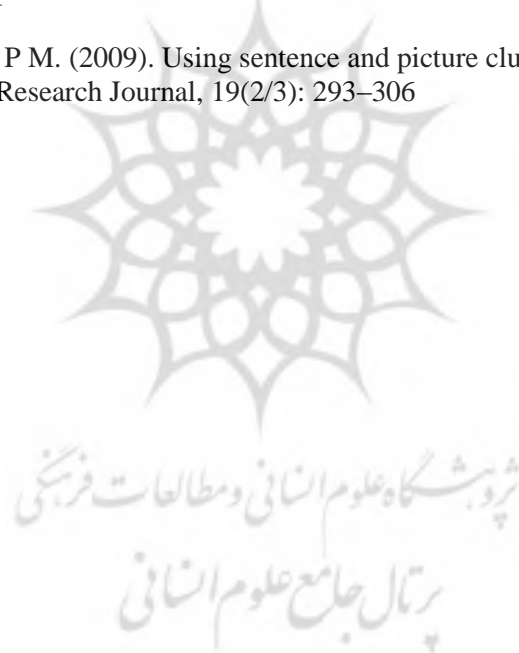 P M. (2009). Using sentence and picture clu
Research Journal, 19(2/3): 293–306
پژوهشگاه علوم انسانی و مطالعات فرهنگی
پرتال جامع علوم انسانی